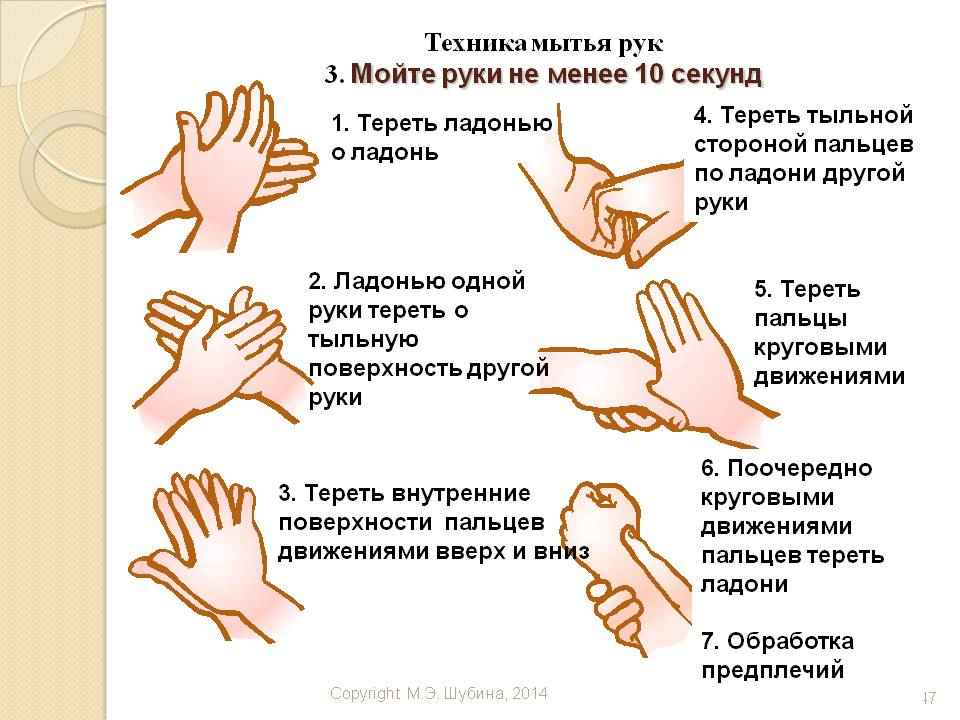 Техника мытья рук
3. Мойте руки не менее 10 секунд
1. Тереть ладонью
о ладонь
2. Ладонью одной
руки тереть о
тыльную
поверхность другой
руки
3. Тереть внутренние
поверхности пальцев
движениями вверх и вниз
4. Тереть тыльной
стороной пальцев
по ладони другой
руки
5. Тереть
пальцы
круговыми
движениями
6. Поочередно
круговыми
движениями
пальцев тереть
ладони
7. Обработка
предплечий
Copyright М.Э. Шубина, 2014
47